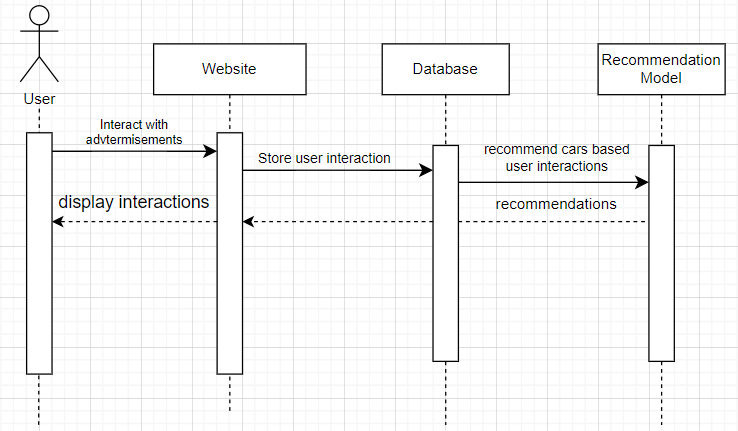 User
Website
Database
Recommendation
Model
Interact with
advtermisements
Store user interaction
recommend cars based
user interactions
display interactions
recommendations